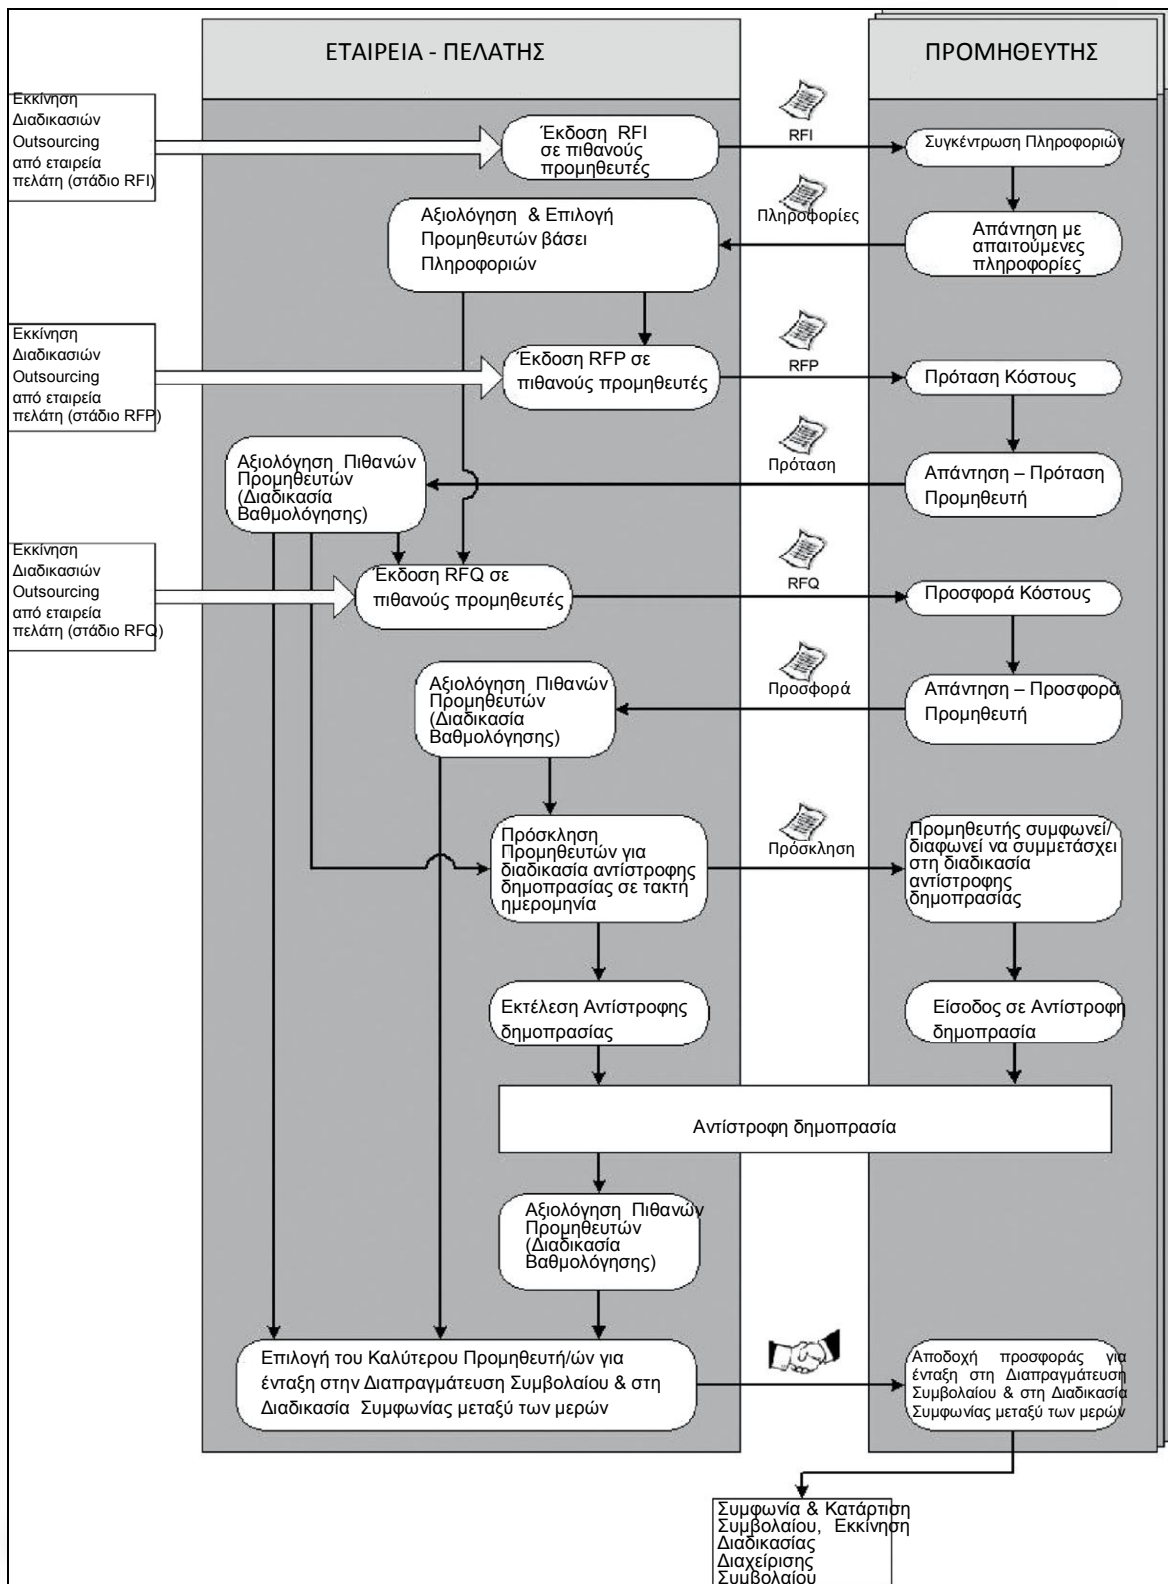 ΕΤΑΙΡΕΙΑ - ΠΕΛΑΤΗΣ
ΠΡΟΜΗΘΕΥΤΗΣ
Εκκίνηση
Διαδικασιών
Outsourcing
από εταιρεία
πελάτη (στάδιο RFI)
Έκδοση RFI
σε πιθανούς
προμηθευτές
RFI
Συγκέντρωση Πληροφοριών
Αξιολόγηση & Επιλογή
Προμηθευτών βάσει
Πληροφοριών
Πληροφορίες
Απάντηση με
απαιτούμενες
πληροφορίες
Εκκίνηση
Διαδικασιών
Outsourcing
από εταιρεία
πελάτη (στάδιο RFP)
Έκδοση RFP σε
πιθανούς προμηθευτές
RFP
Πρόταση Κόστους
Αξιολόγηση Πιθανών
Προμηθευτών
(Διαδικασία
Βαθμολόγησης)
Πρόταση
Απάντηση – Πρόταση
Προμηθευτή
Εκκίνηση
Διαδικασιών
Outsourcing
από εταιρεία
πελάτη (στάδιο RFQ)
Έκδοση RFQ σε
πιθανούς προμηθευτές
RFQ
Προσφορά Κόστους
Αξιολόγηση Πιθανών
Προμηθευτών
(Διαδικασία
Βαθμολόγησης)
Προσφορά
Απάντηση – Προσφορά
Προμηθευτή
Πρόσκληση
Προμηθευτών για
διαδικασία αντίστροφης
δημοπρασίας σε τακτή
ημερομηνία
Πρόσκληση
Προμηθευτής συμφωνεί/
διαφωνεί να συμμετάσχει
στη διαδικασία
αντίστροφης
δημοπρασίας
Εκτέλεση Αντίστροφης
δημοπρασίας
Είσοδος σε Αντίστροφη
δημοπρασία
Αντίστροφη δημοπρασία
Αξιολόγηση Πιθανών
Προμηθευτών
(Διαδικασία
Βαθμολόγησης)
Επιλογή του Καλύτερου Προμηθευτή/ών για
ένταξη στην Διαπραγμάτευση Συμβολαίου & στη
Διαδικασία Συμφωνίας μεταξύ των μερών
Αποδοχή προσφοράς για
ένταξη στη Διαπραγμάτευση
Συμβολαίου & στη Διαδικασία
Συμφωνίας μεταξύ των μερών
Συμφωνία & Κατάρτιση
Συμβολαίου, Εκκίνηση
Διαδικασίας
Διαχείρισης
Συμβολαίου